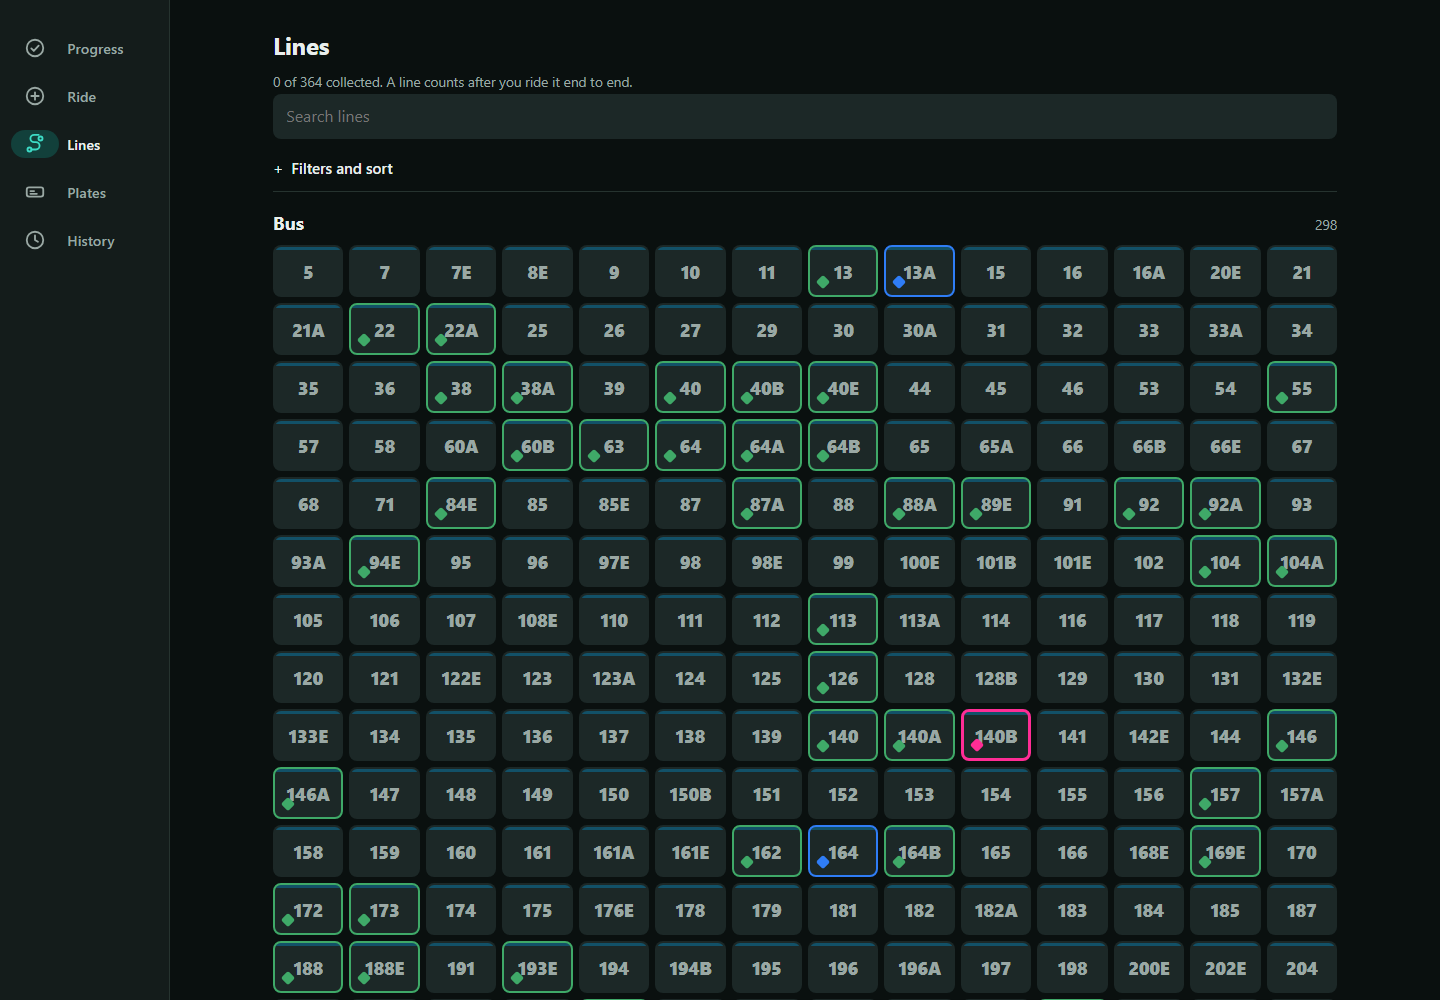 Progress
Ride
Lines
Plates
History
Lines
0 of 364 collected. A line counts after you ride it end to end.
Search lines
+ Filters and sort
Bus 298
5 7 7E 8E 9 10 11 13 13A 15 16 16A 20E 21
21A 22 22A 25 26 27 29 30 30A 31 32 33 33A 34
35 36 38 38A 39 40 40B 40E 44 45 46 53 54 55
57 58 60A 60B 63 64 64A 64B 65 65A 66 66B 66E 67
68 71 84E 85 85E 87 87A 88 88A 89E 91 92 92A 93
93A 94E 95 96 97E 98 98E 99 100E 101B 101E 102 104 104A
105 106 107 108E 110 111 112 113 113A 114 116 117 118 119
120 121 122E 123 123A 124 125 126 128 128B 129 130 131 132E
133E 134 135 136 137 138 139 140 140A 140B 141 142E 144 146
146A 147 148 149 150 150B 151 152 153 154 155 156 157 157A
158 159 160 161 161A 161E 162 164 164B 165 166 168E 169E 170
172 173 174 175 176E 178 179 181 182 182A 183 184 185 187
188 188E 191 193E 194 194B 195 196 196A 197 198 200E 202E 204